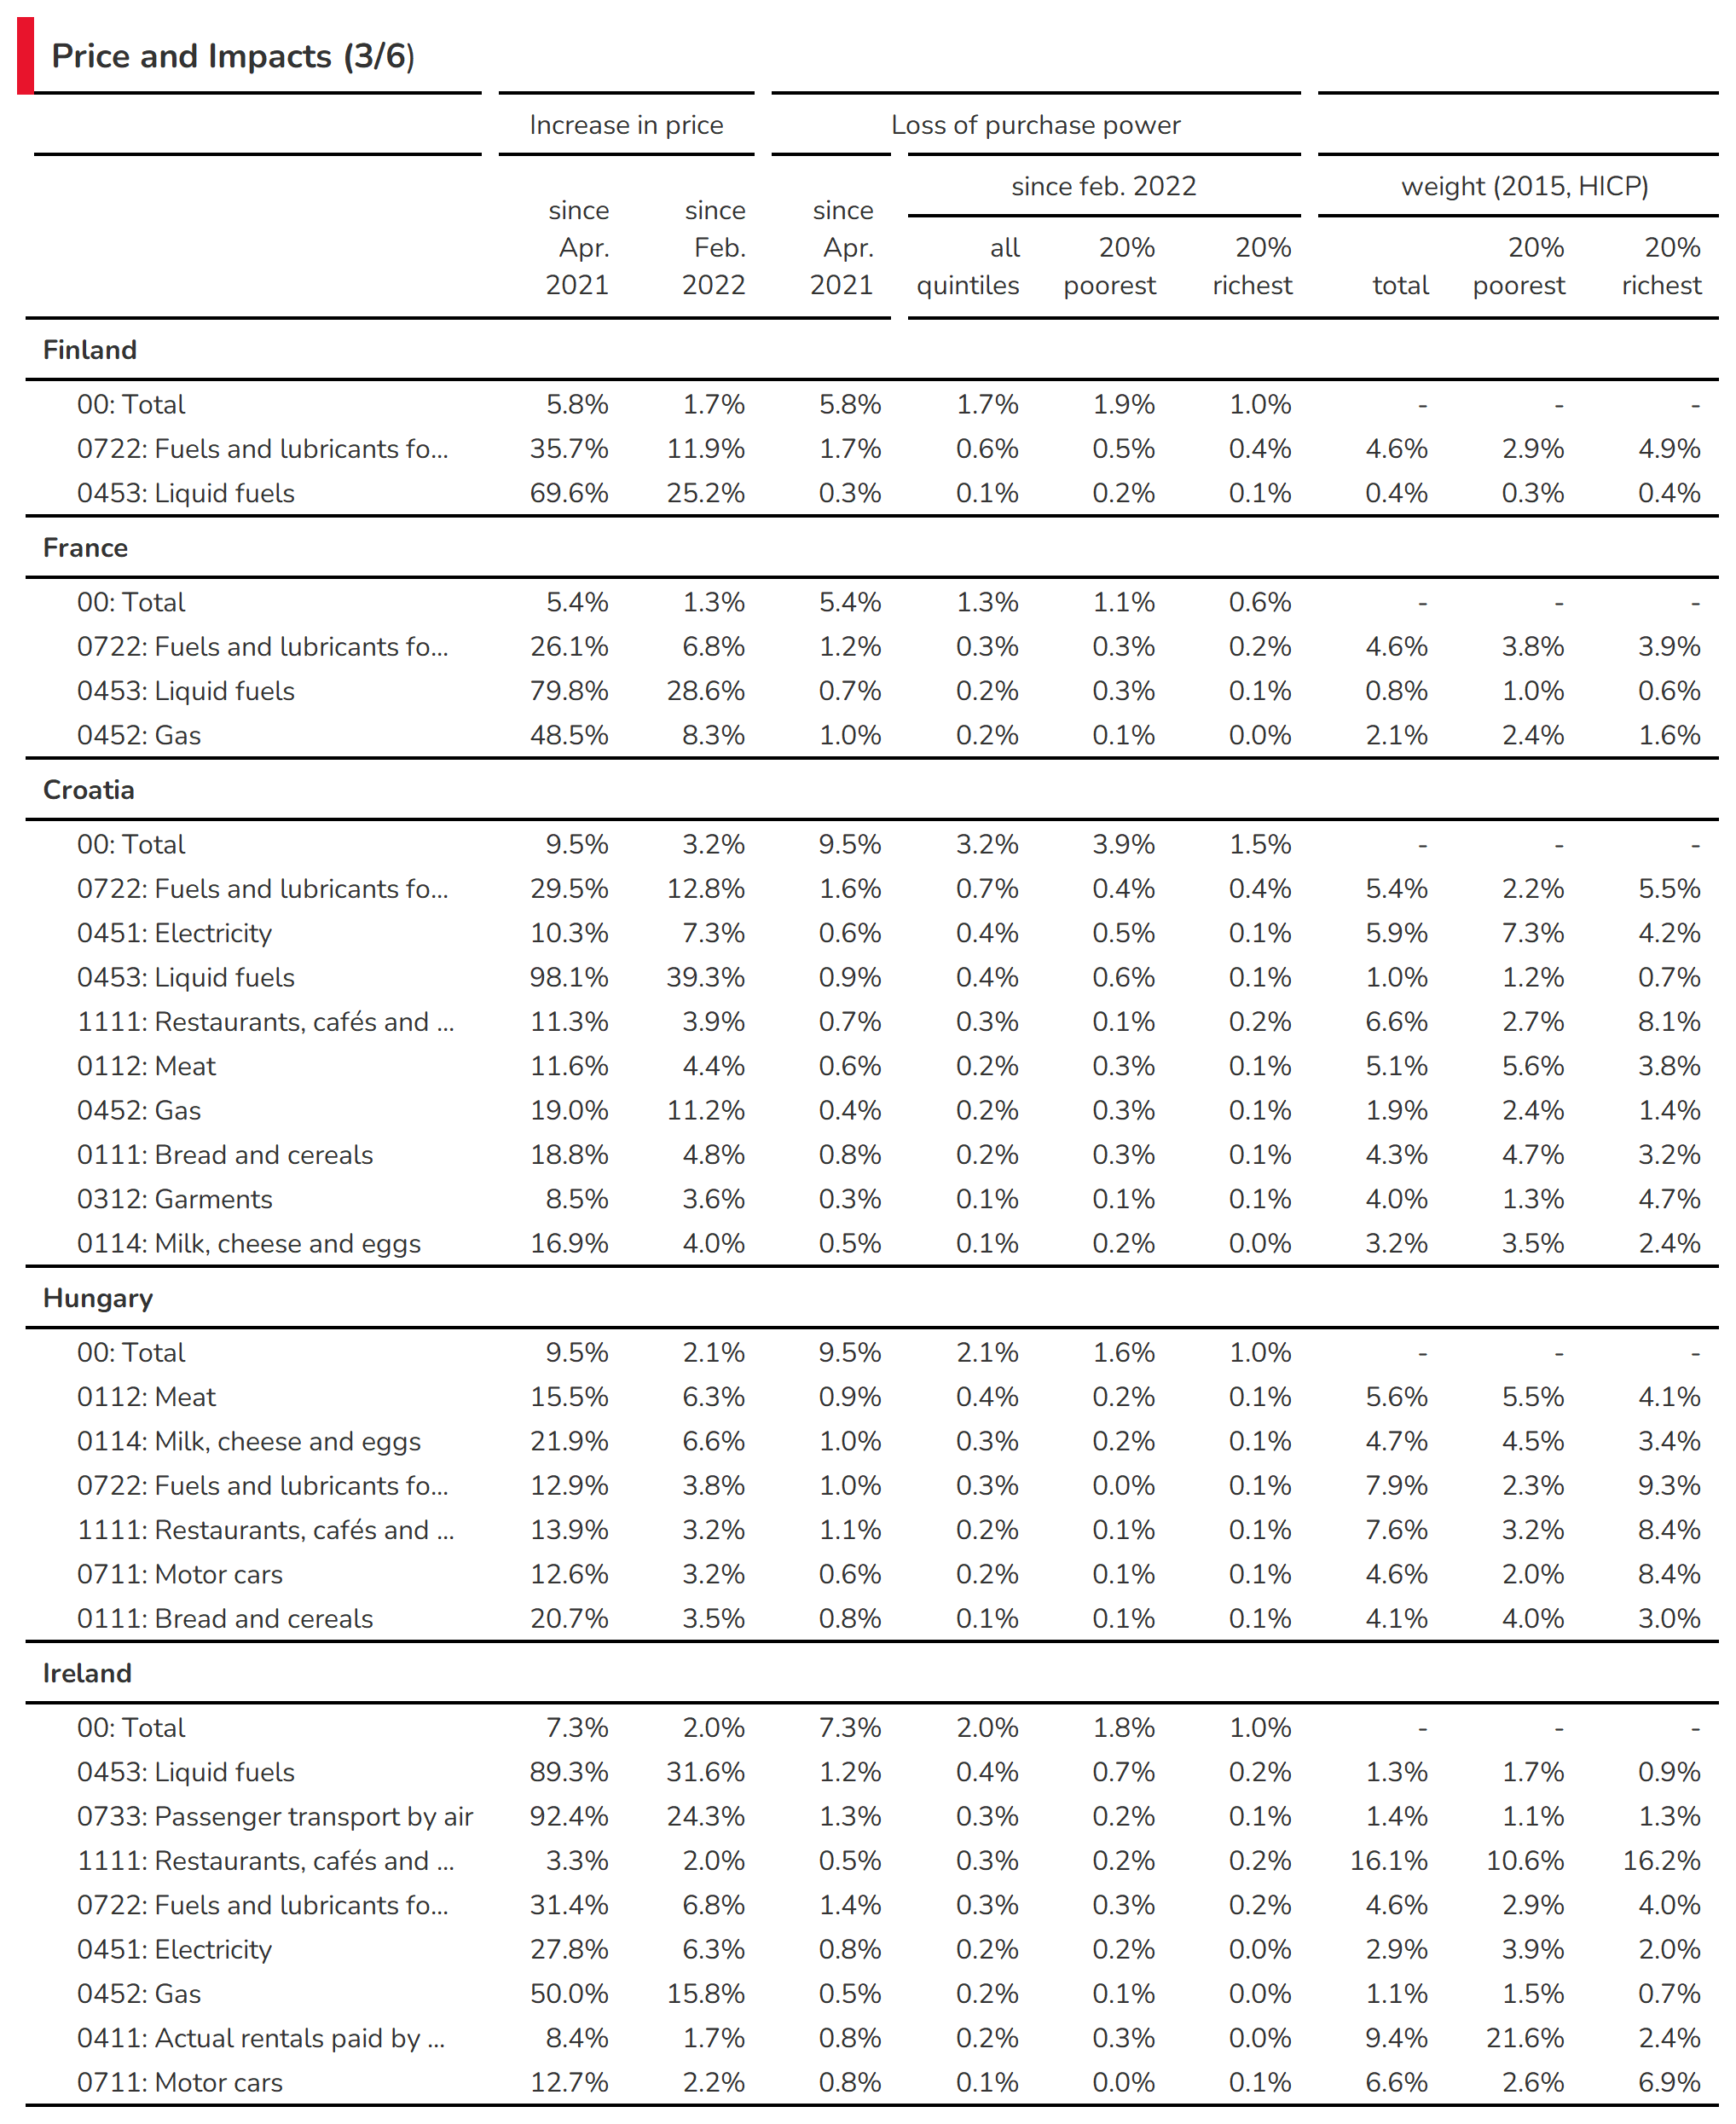 Price and Impacts (3/6)
Increase in price Loss of purchase power
since feb. 2022 weight (2015, HICP)
since since since
Apr. Feb. Apr. all 20% 20% 20% 20%
2021 2022 2021 quintiles poorest richest total poorest richest
Finland
00: Total 5.8% 1.7% 5.8% 1.7% 1.9% 1.0% - - -
0722: Fuels and lubricants fo... 35.7% 11.9% 1.7% 0.6% 0.5% 0.4% 4.6% 2.9% 4.9%
0453: Liquid fuels 69.6% 25.2% 0.3% 0.1% 0.2% 0.1% 0.4% 0.3% 0.4%
France
00: Total 5.4% 1.3% 5.4% 1.3% 1.1% 0.6% - - -
0722: Fuels and lubricants fo... 26.1% 6.8% 1.2% 0.3% 0.3% 0.2% 4.6% 3.8% 3.9%
0453: Liquid fuels 79.8% 28.6% 0.7% 0.2% 0.3% 0.1% 0.8% 1.0% 0.6%
0452: Gas 48.5% 8.3% 1.0% 0.2% 0.1% 0.0% 2.1% 2.4% 1.6%
Croatia
00: Total 9.5% 3.2% 9.5% 3.2% 3.9% 1.5% - - -
0722: Fuels and lubricants fo... 29.5% 12.8% 1.6% 0.7% 0.4% 0.4% 5.4% 2.2% 5.5%
0451: Electricity 10.3% 7.3% 0.6% 0.4% 0.5% 0.1% 5.9% 7.3% 4.2%
0453: Liquid fuels 98.1% 39.3% 0.9% 0.4% 0.6% 0.1% 1.0% 1.2% 0.7%
1111: Restaurants, cafés and ... 11.3% 3.9% 0.7% 0.3% 0.1% 0.2% 6.6% 2.7% 8.1%
0112: Meat 11.6% 4.4% 0.6% 0.2% 0.3% 0.1% 5.1% 5.6% 3.8%
0452: Gas 19.0% 11.2% 0.4% 0.2% 0.3% 0.1% 1.9% 2.4% 1.4%
0111: Bread and cereals 18.8% 4.8% 0.8% 0.2% 0.3% 0.1% 4.3% 4.7% 3.2%
0312: Garments 8.5% 3.6% 0.3% 0.1% 0.1% 0.1% 4.0% 1.3% 4.7%
0114: Milk, cheese and eggs 16.9% 4.0% 0.5% 0.1% 0.2% 0.0% 3.2% 3.5% 2.4%
Hungary
00: Total 9.5% 2.1% 9.5% 2.1% 1.6% 1.0% - - -
0112: Meat 15.5% 6.3% 0.9% 0.4% 0.2% 0.1% 5.6% 5.5% 4.1%
0114: Milk, cheese and eggs 21.9% 6.6% 1.0% 0.3% 0.2% 0.1% 4.7% 4.5% 3.4%
0722: Fuels and lubricants fo... 12.9% 3.8% 1.0% 0.3% 0.0% 0.1% 7.9% 2.3% 9.3%
1111: Restaurants, cafés and ... 13.9% 3.2% 1.1% 0.2% 0.1% 0.1% 7.6% 3.2% 8.4%
0711: Motor cars 12.6% 3.2% 0.6% 0.2% 0.1% 0.1% 4.6% 2.0% 8.4%
0111: Bread and cereals 20.7% 3.5% 0.8% 0.1% 0.1% 0.1% 4.1% 4.0% 3.0%
Ireland
00: Total 7.3% 2.0% 7.3% 2.0% 1.8% 1.0% - - -
0453: Liquid fuels 89.3% 31.6% 1.2% 0.4% 0.7% 0.2% 1.3% 1.7% 0.9%
0733: Passenger transport by air 92.4% 24.3% 1.3% 0.3% 0.2% 0.1% 1.4% 1.1% 1.3%
1111: Restaurants, cafés and ... 3.3% 2.0% 0.5% 0.3% 0.2% 0.2% 16.1% 10.6% 16.2%
0722: Fuels and lubricants fo... 31.4% 6.8% 1.4% 0.3% 0.3% 0.2% 4.6% 2.9% 4.0%
0451: Electricity 27.8% 6.3% 0.8% 0.2% 0.2% 0.0% 2.9% 3.9% 2.0%
0452: Gas 50.0% 15.8% 0.5% 0.2% 0.1% 0.0% 1.1% 1.5% 0.7%
0411: Actual rentals paid by ... 8.4% 1.7% 0.8% 0.2% 0.3% 0.0% 9.4% 21.6% 2.4%
0711: Motor cars 12.7% 2.2% 0.8% 0.1% 0.0% 0.1% 6.6% 2.6% 6.9%